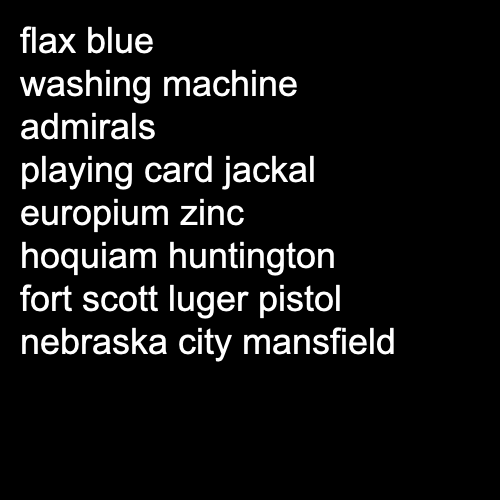 flax blue
washing machine
admirals
playing card jackal
europium zinc
hoquiam huntington
fort scott luger pistol
nebraska city mansfield